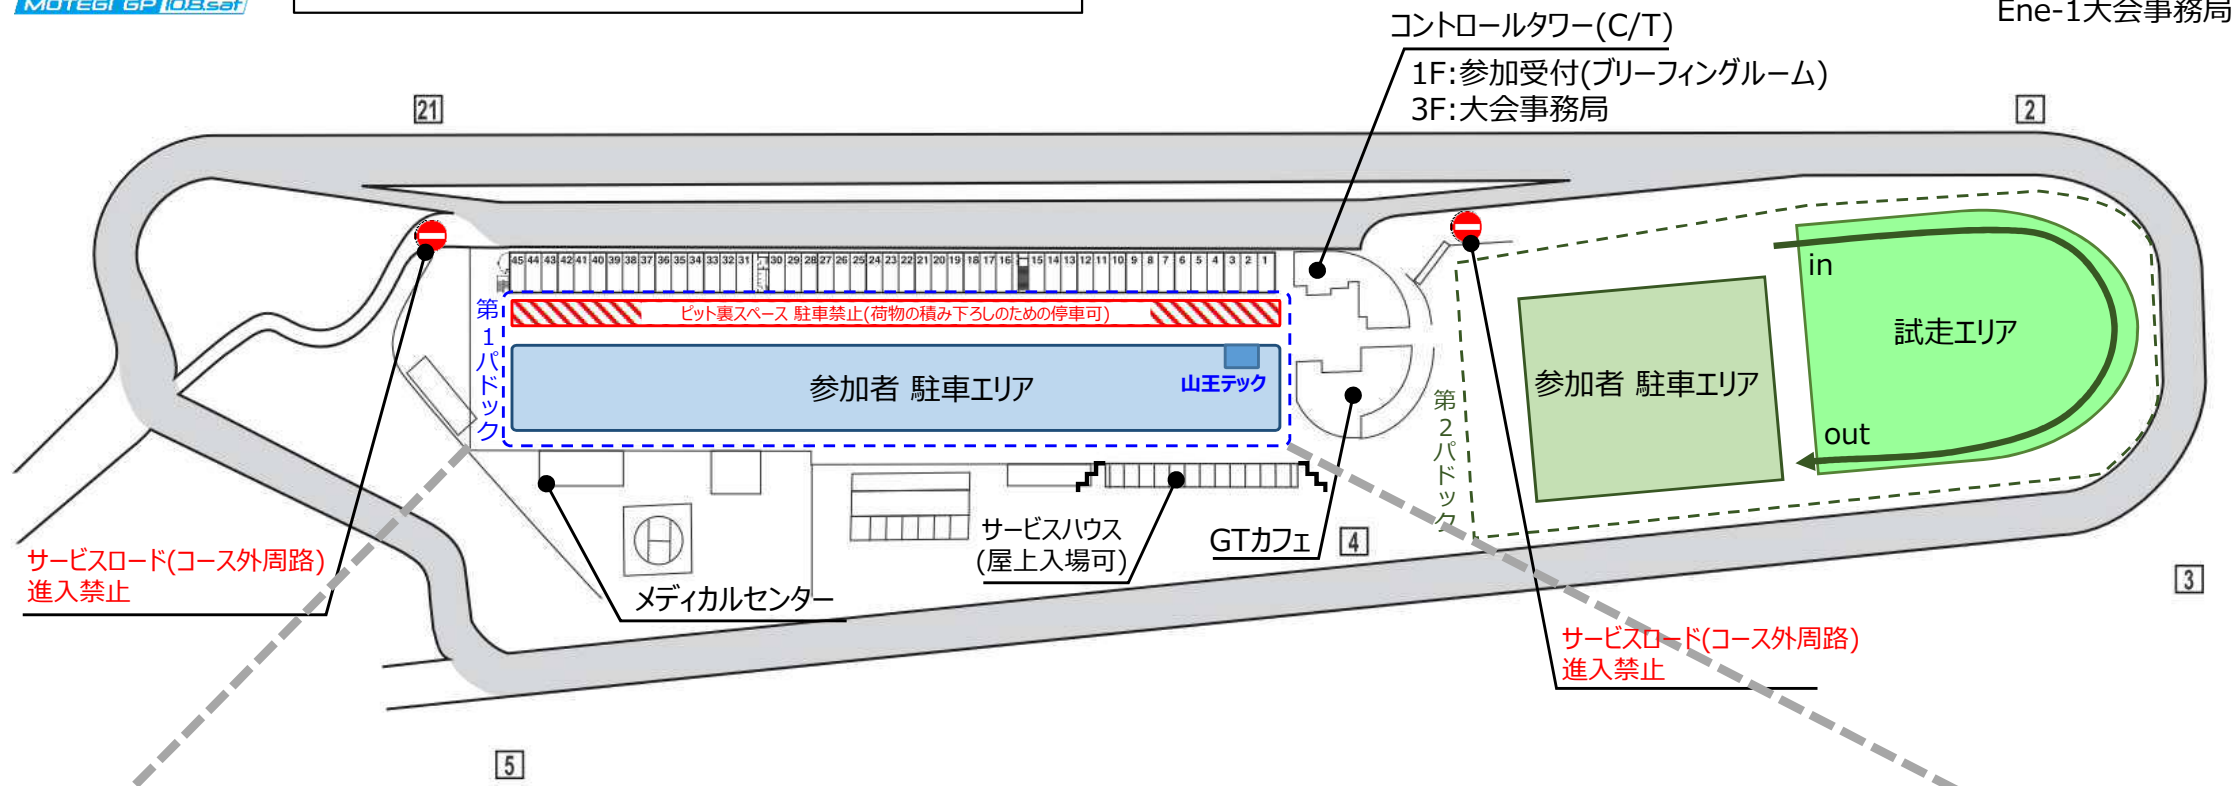 MOTEGI GP 10.8.sat
Ene-1大会事務局
コントロールタワー(C/T)
1F:参加受付(ブリーフィングルーム)
3F:大会事務局
21
2
45 44 43 42 41 40 39 38 37 36 35 34 33 32 31 30 29 28 27 26 25 24 23 22 21 20 19 18 17 16 15 14 13 12 11 10 9 8 7 6 5 4 3 2 1
第1パドック
ピット裏スペース 駐車禁止(荷物の積み下ろしのための停車可)
参加者 駐車エリア
山王テック
in
試走エリア
参加者 駐車エリア
out
第2パドック
サービスロード(コース外周路)
進入禁止
メディカルセンター
サービスハウス
(屋上入場可)
GTカフェ
4
3
サービスロード(コース外周路)
進入禁止
5